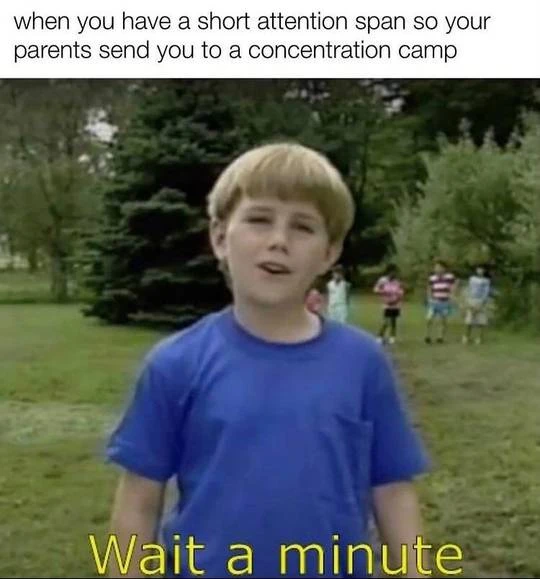 when you have a short attention span so your
parents send you to a concentration camp
Wait a minute